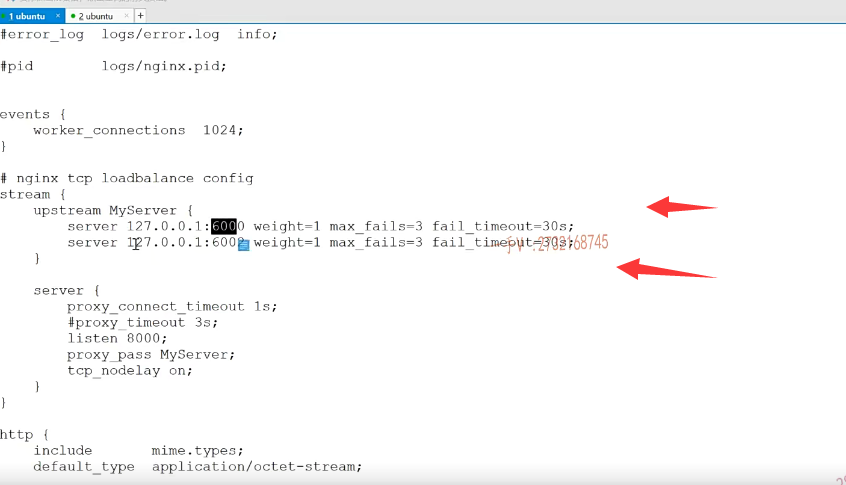 1 ubuntu × 2 ubuntu × +
#error_log  logs/error.log  info;
#pid        logs/nginx.pid;
events {
    worker_connections  1024;
}
# nginx tcp loadbalance config
stream {
    upstream MyServer {
        server 127.0.0.1:6000 weight=1 max_fails=3 fail_timeout=30s;
        server 127.0.0.1:6002 weight=1 max_fails=3 fail_timeout=30s;
2702168745
    }
    server {
        proxy_connect_timeout 1s;
        #proxy_timeout 3s;
        listen 8000;
        proxy_pass MyServer;
        tcp_nodelay on;
    }
}
http {
    include       mime.types;
    default_type  application/octet-stream;